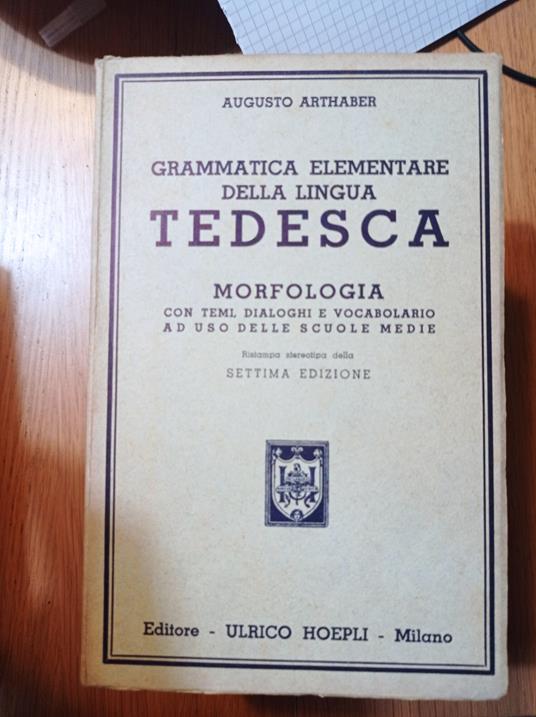 AUGUSTO ARTHABER
GRAMMATICA ELEMENTARE
DELLA LINGUA
TEDESCA
MORFOLOGIA
CON TEMI, DIALOGHI E VOCABOLARIO
AD USO DELLE SCUOLE MEDIE
Ristampa stereotipa della
SETTIMA EDIZIONE
Editore - ULRICO HOEPLI - Milano